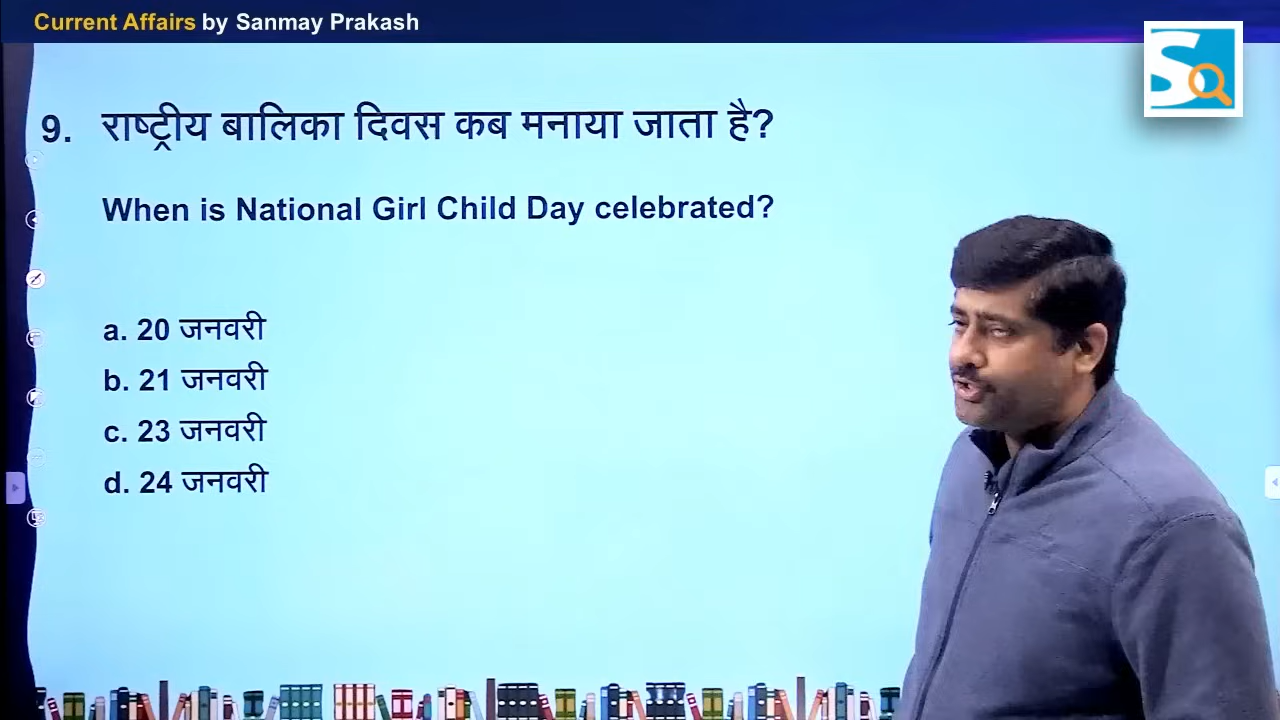 Current Affairs by Sanmay Prakash
9. राष्ट्रीय बालिका दिवस कब मनाया जाता है?
When is National Girl Child Day celebrated?
a. 20 जनवरी
b. 21 जनवरी
c. 23 जनवरी
d. 24 जनवरी